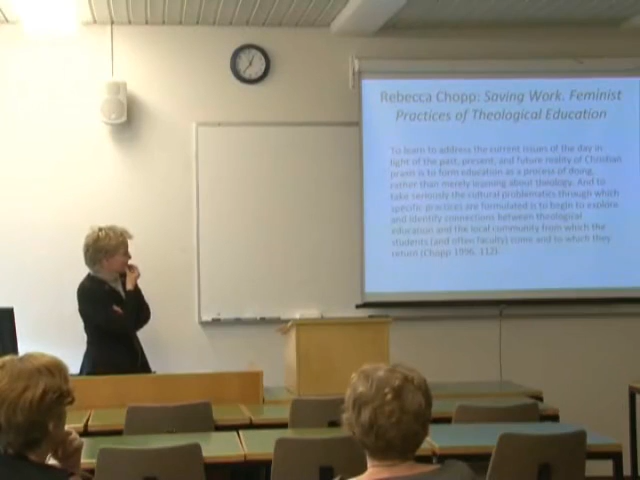 Rebecca Chopp: Saving Work. Feminist
Practices of Theological Education
To learn to address the current issues of the day in
light of the past, present, and future reality of Christian
praxis is to form education as a process of doing,
rather than merely learning about theology. And to
take seriously the cultural problematics through which
specific practices are formulated is to begin to explore
and identify connections between theological
education and the local community from which the
students (and often faculty) come and to which they
return (Chopp 1996, 112).